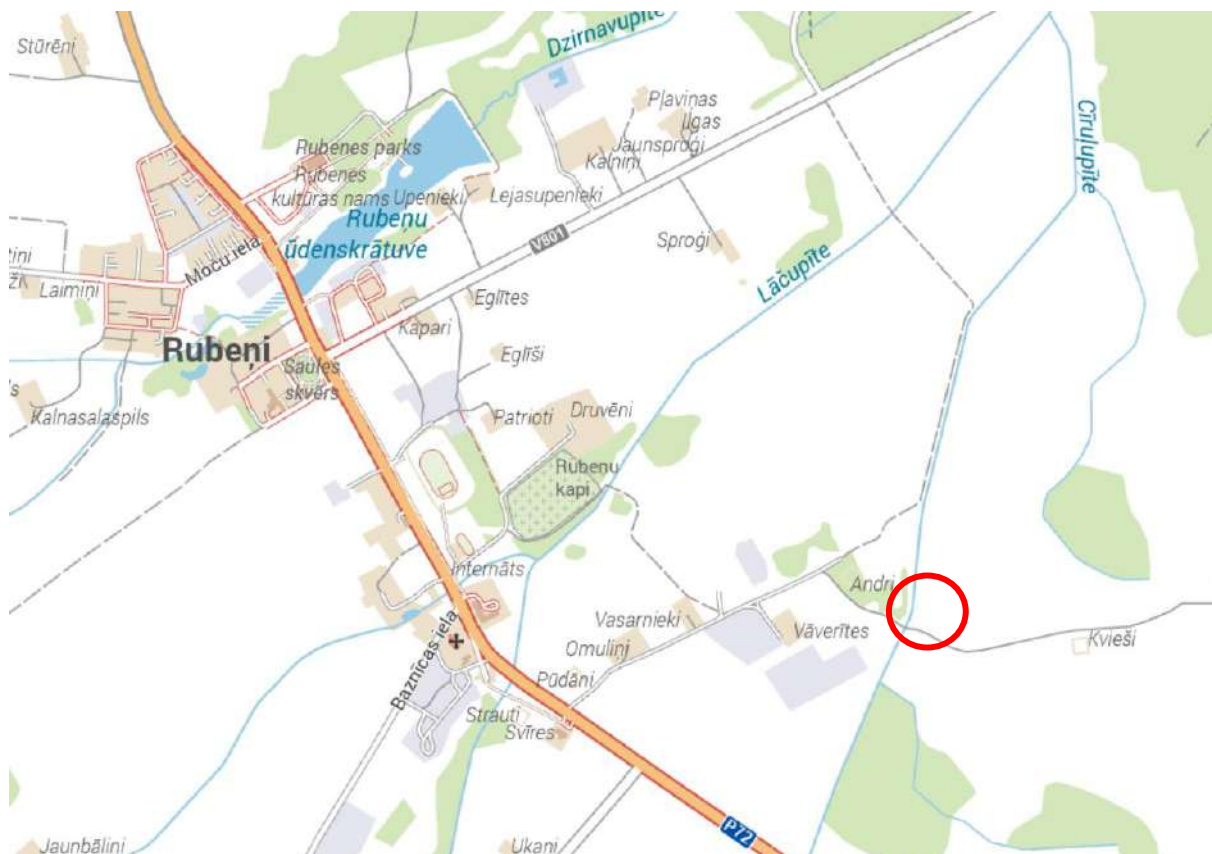 Stūrēni
Dzirnavupīte
Pļaviņas
Ilgas
Jaunsproģi
Kalniņi
Cīruļupīte
Rubenes parks
Rubenes
kultūras nams
Upenieki
Lejasupenieki
Rubeņu
ūdenskrātuve
V801
Sproģi
Moču iela
Lāčupīte
Laimiņi
Eglītes
Kapari
Rubeņi
Saules
skvērs
Eglīši
Kalnasalaspils
Patrioti
Druvēni
Rubeņu
kapi
Internāts
Andri
Vasarnieki
Vāverītes
Kvieši
Omuliņi
Baznīcas iela
Pūdāni
Strauti
Svīres
P72
Jaunbāliņi
Ukani